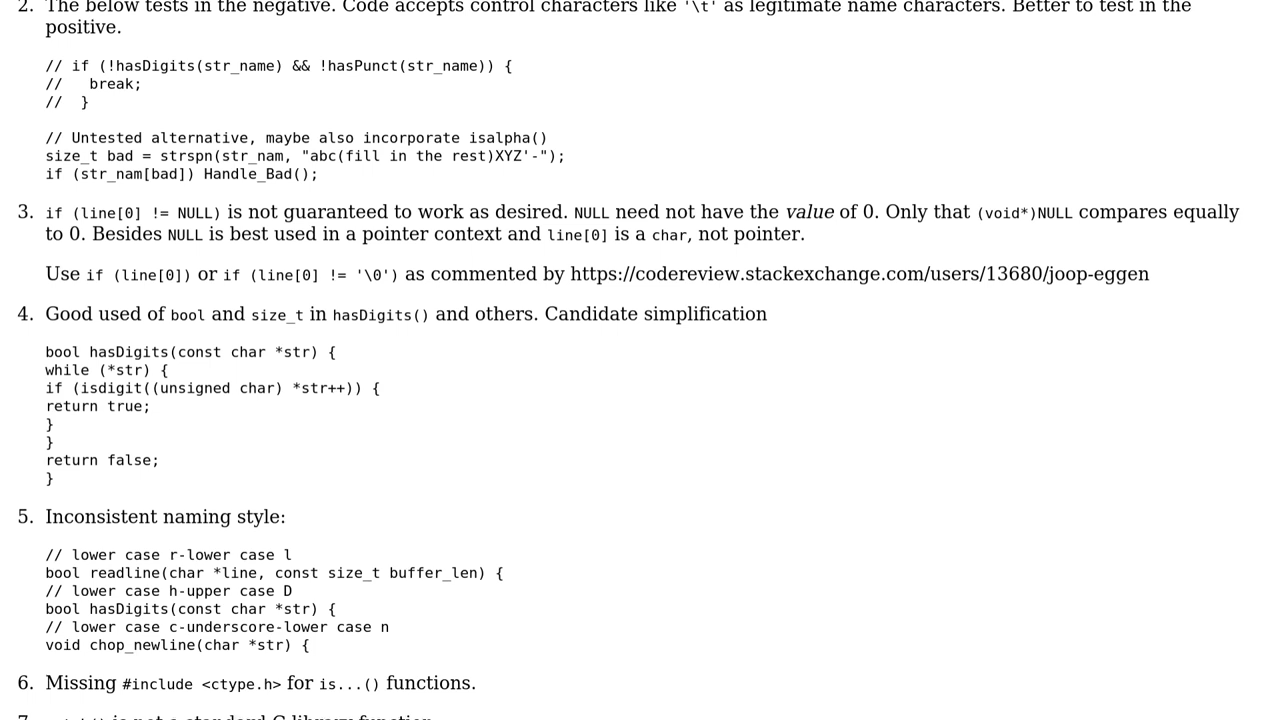 2. The below tests in the negative. Code accepts control characters like '\t' as legitimate name characters. Better to test in the
positive.
// if (!hasDigits(str_name) && !hasPunct(str_name)) {
//   break;
//  }
// Untested alternative, maybe also incorporate isalpha()
size_t bad = strspn(str_nam, "abc(fill in the rest)XYZ'-");
if (str_nam[bad]) Handle_Bad();
3. if (line[0] != NULL) is not guaranteed to work as desired. NULL need not have the value of 0. Only that (void*)NULL compares equally
to 0. Besides NULL is best used in a pointer context and line[0] is a char, not pointer.
Use if (line[0]) or if (line[0] != '\0') as commented by https://codereview.stackexchange.com/users/13680/joop-eggen
4. Good used of bool and size_t in hasDigits() and others. Candidate simplification
bool hasDigits(const char *str) {
while (*str) {
if (isdigit((unsigned char) *str++)) {
return true;
}
}
return false;
}
5. Inconsistent naming style:
// lower case r-lower case l
bool readline(char *line, const size_t buffer_len) {
// lower case h-upper case D
bool hasDigits(const char *str) {
// lower case c-underscore-lower case n
void chop_newline(char *str) {
6. Missing #include <ctype.h> for is...() functions.
is not a standard C library function